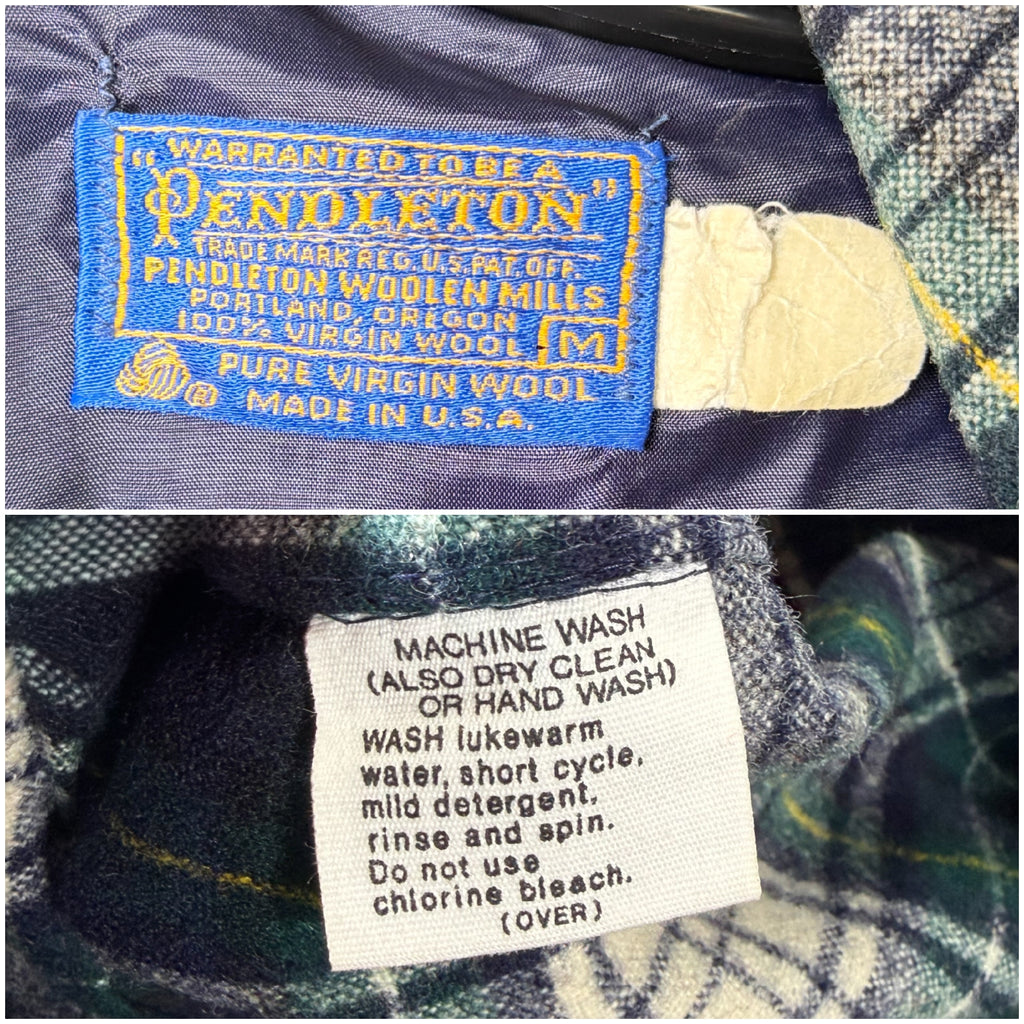 WARRANTED TO BE A
"PENDLETON"
TRADE MARK REG. U.S. PAT. OFF.
PENDLETON WOOLEN MILLS
PORTLAND, OREGON
100% VIRGIN WOOL M
PURE VIRGIN WOOL
® MADE IN U.S.A.
MACHINE WASH
(ALSO DRY CLEAN
OR HAND WASH)
WASH lukewarm
water, short cycle,
mild detergent,
rinse and spin.
Do not use
chlorine bleach.
(OVER)